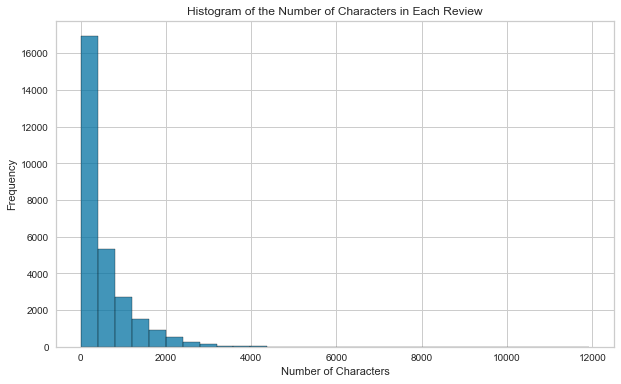 Histogram of the Number of Characters in Each Review
16000
14000
12000
10000
8000
6000
4000
2000
0
Frequency
0 2000 4000 6000 8000 10000 12000
Number of Characters